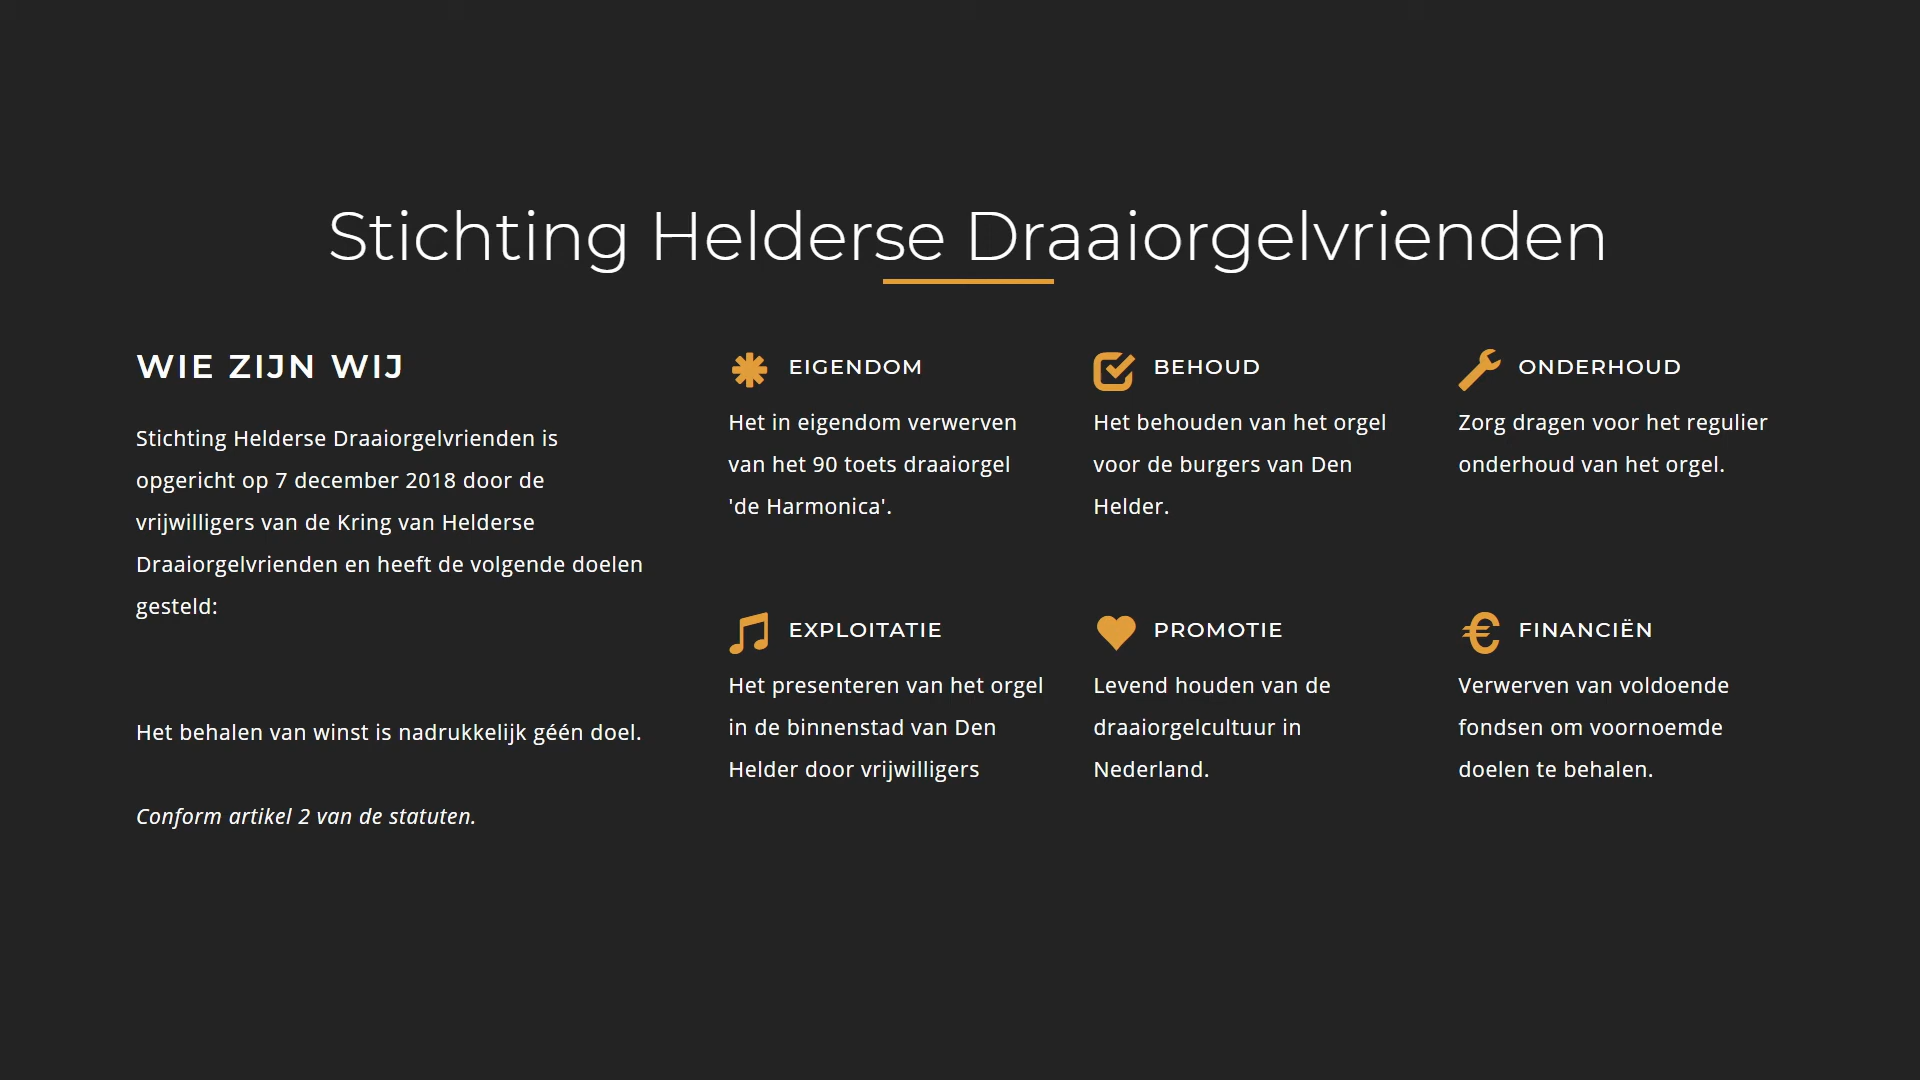 Stichting Helderse Draaiorgelvrienden
WIE ZIJN WIJ
Stichting Helderse Draaiorgelvrienden is
opgericht op 7 december 2018 door de
vrijwilligers van de Kring van Helderse
Draaiorgelvrienden en heeft de volgende doelen
gesteld:
Het behalen van winst is nadrukkelijk géén doel.
Conform artikel 2 van de statuten.
EIGENDOM
Het in eigendom verwerven
van het 90 toets draaiorgel
'de Harmonica'.
BEHOUD
Het behouden van het orgel
voor de burgers van Den
Helder.
ONDERHOUD
Zorg dragen voor het regulier
onderhoud van het orgel.
EXPLOITATIE
Het presenteren van het orgel
in de binnenstad van Den
Helder door vrijwilligers
PROMOTIE
Levend houden van de
draaiorgelcultuur in
Nederland.
FINANCIËN
Verwerven van voldoende
fondsen om voornoemde
doelen te behalen.